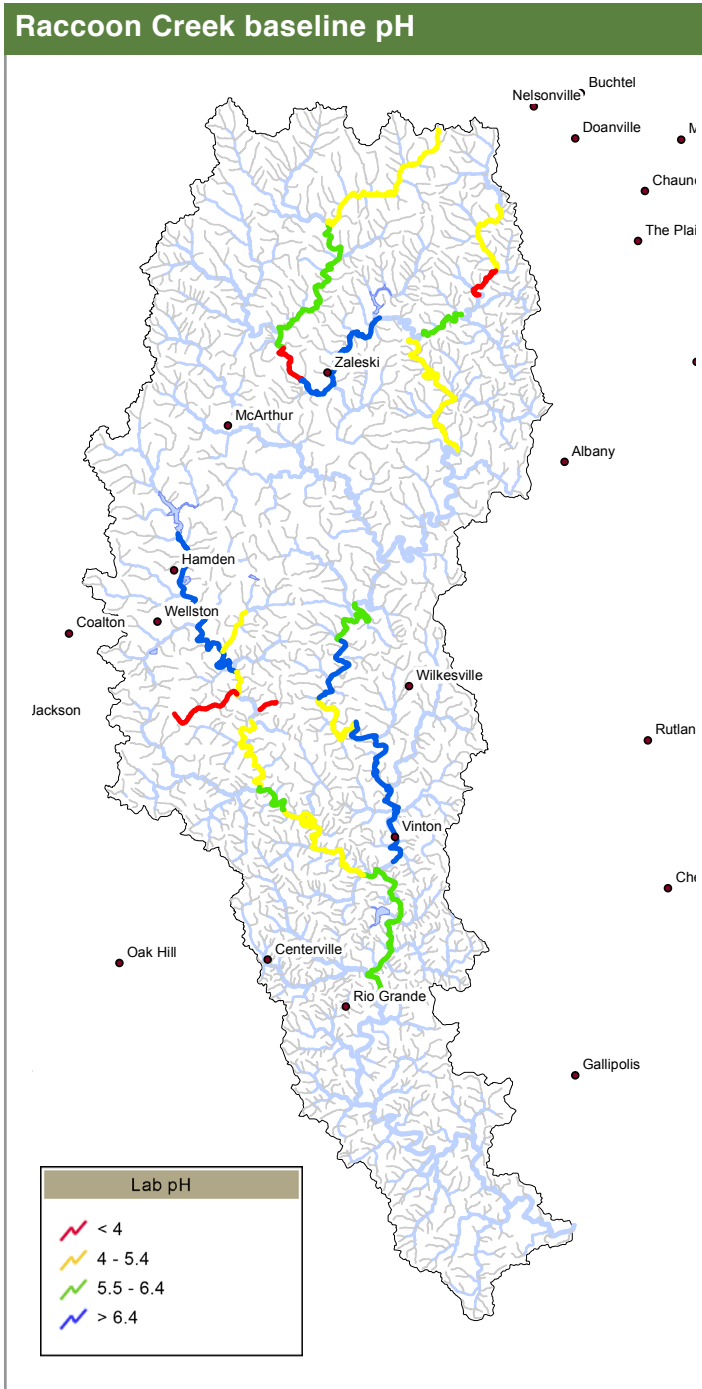 Raccoon Creek baseline pH
Buchtel
Nelsonville
Doanville
Chaun
The Plai
Zaleski
McArthur
Albany
Hamden
Wellston
Coalton
Wilkesville
Jackson
Rutlan
Vinton
Che
Centerville
Oak Hill
Rio Grande
Gallipolis
Lab pH
< 4
4 - 5.4
5.5 - 6.4
> 6.4